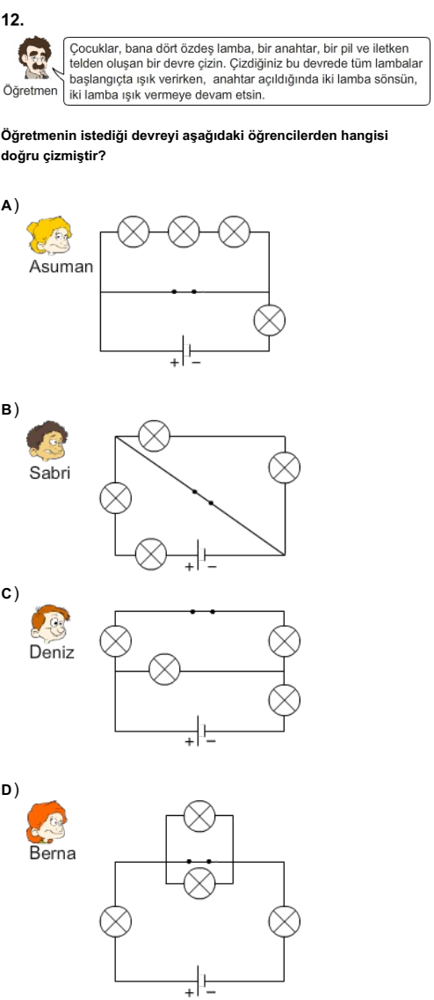 12.
Çocuklar, bana dört özdeş lamba, bir anahtar, bir pil ve iletken
telden oluşan bir devre çizin. Çizdiğiniz bu devrede tüm lambalar
başlangıçta ışık verirken, anahtar açıldığında iki lamba sönsün,
iki lamba ışık vermeye devam etsin.
Öğretmen
Öğretmenin istediği devreyi aşağıdaki öğrencilerden hangisi
doğru çizmiştir?
A)
Asuman
+ −
B)
Sabri
+ −
C)
Deniz
+ −
D)
Berna
+ −